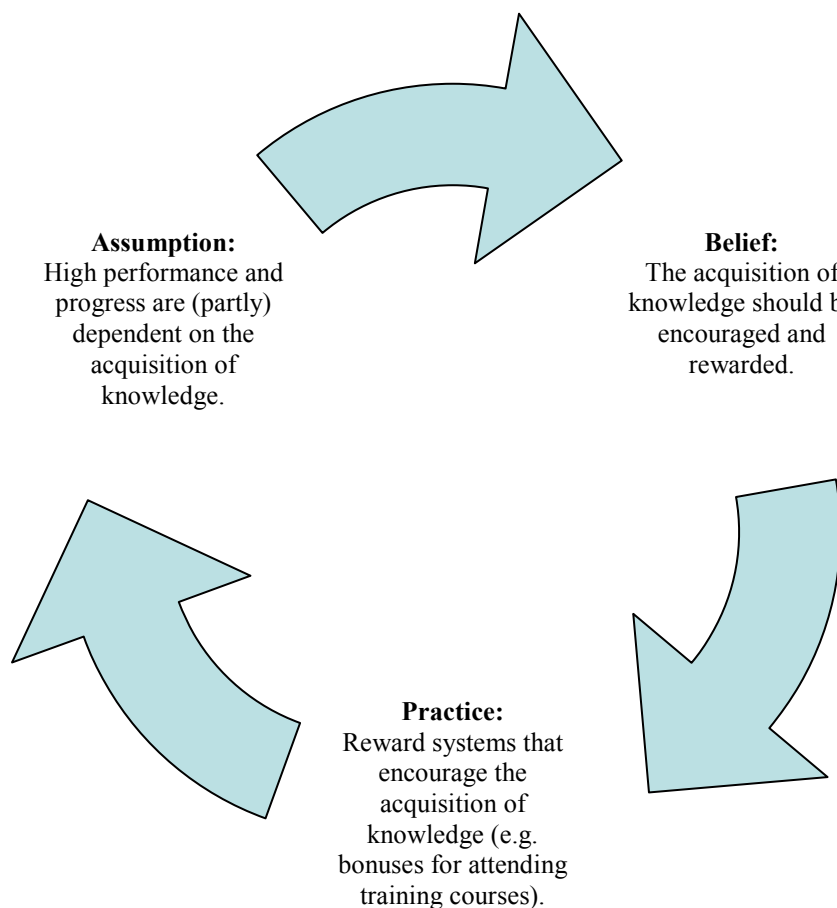 Assumption:
High performance and
progress are (partly)
dependent on the
acquisition of
knowledge.
Belief:
The acquisition of
knowledge should b
encouraged and
rewarded.
Practice:
Reward systems that
encourage the
acquisition of
knowledge (e.g.
bonuses for attending
training courses).